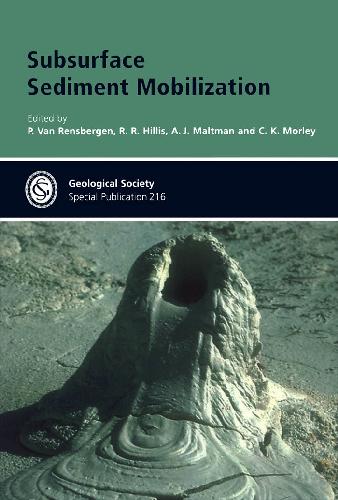 Subsurface
Sediment Mobilization
Edited by
P. Van Rensbergen, R. R. Hillis, A. J. Maltman and C. K. Morley
Geological Society
Special Publication 216